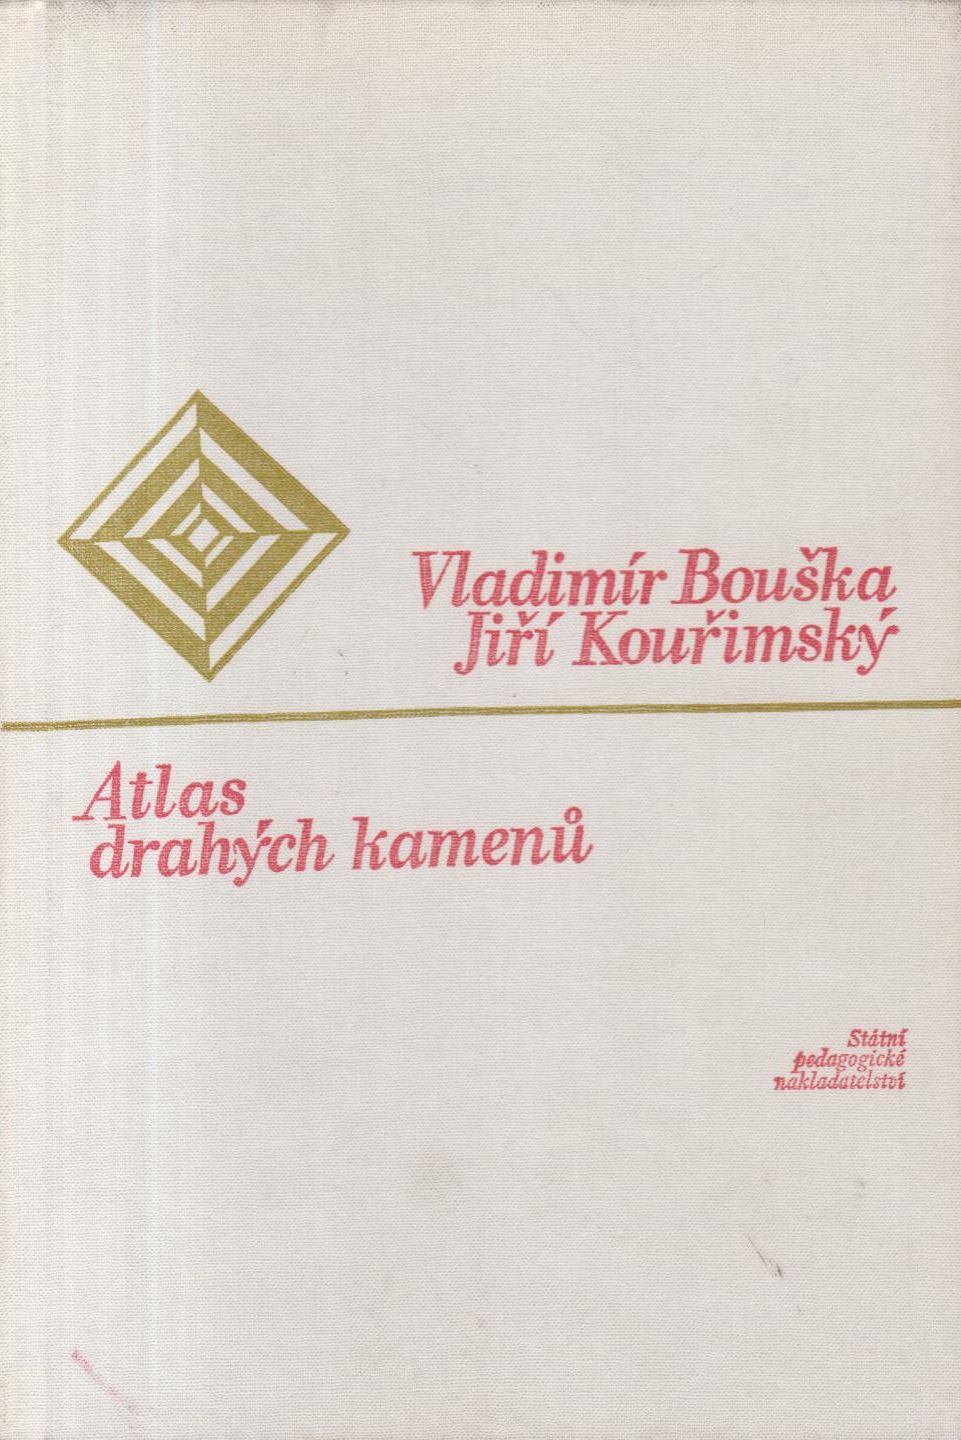 Vladimír Bouška
Jiří Kouřimský
Atlas
drahých kamenů
Státní
pedagogické
nakladatelství